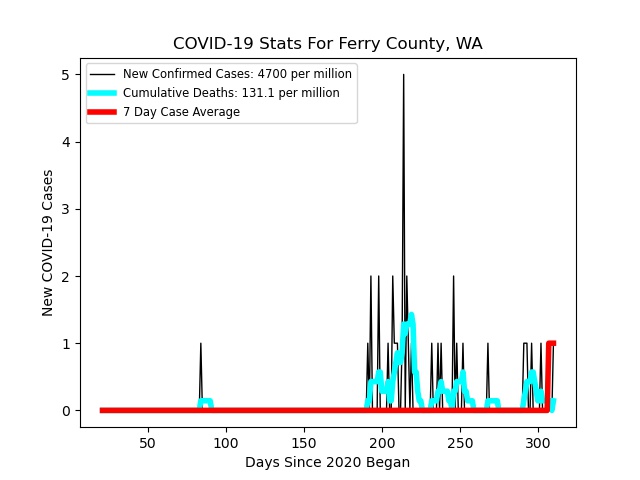 COVID-19 Stats For Ferry County, WA
New Confirmed Cases: 4700 per million
Cumulative Deaths: 131.1 per million
7 Day Case Average
New COVID-19 Cases
5
4
3
2
1
0
50 100 150 200 250 300
Days Since 2020 Began